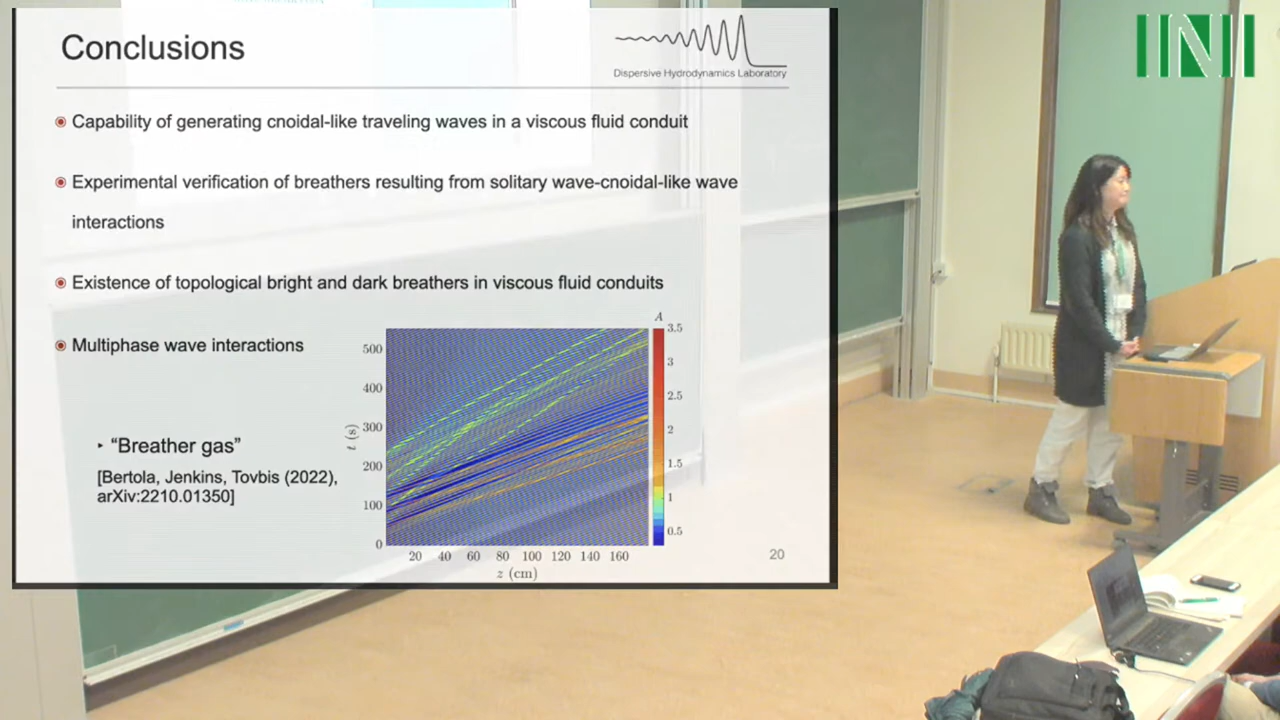 Conclusions
Dispersive Hydrodynamics Laboratory
INI
Capability of generating cnoidal-like traveling waves in a viscous fluid conduit
Experimental verification of breathers resulting from solitary wave-cnoidal-like wave
interactions
Existence of topological bright and dark breathers in viscous fluid conduits
Multiphase wave interactions
‣ “Breather gas”
[Bertola, Jenkins, Tovbis (2022),
arXiv:2210.01350]
A
3.5
3
2.5
2
1.5
1
0.5
t (s)
500
400
300
200
100
0
20 40 60 80 100 120 140 160
z (cm)
20